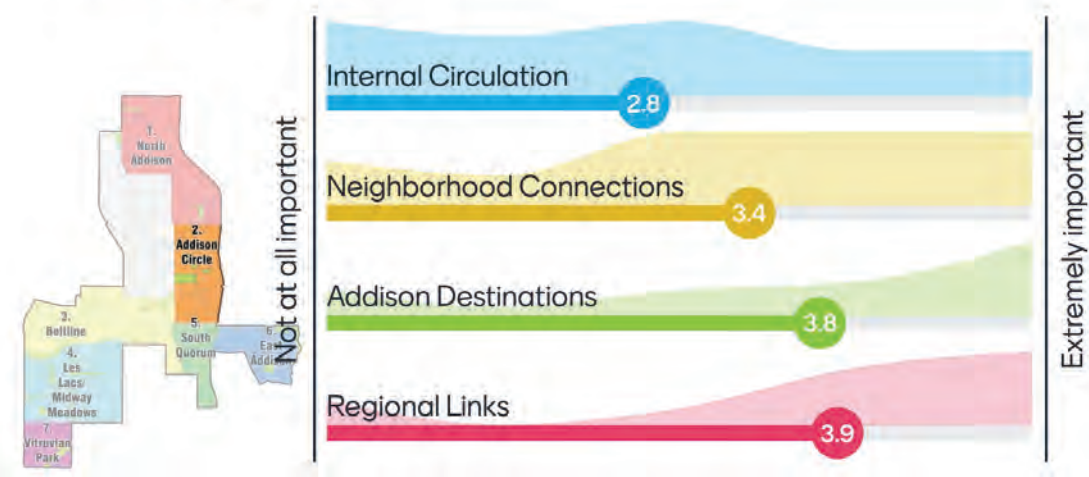 1.
North
Addison
2.
Addison
Circle
3.
Beltline
4.
Les
Lacs/
Midway
Meadows
5.
South
Quorum
6.
East
Addison
7.
Vitruvian
Park
Not at all important
Internal Circulation
2.8
Neighborhood Connections
3.4
Addison Destinations
3.8
Regional Links
3.9
Extremely important